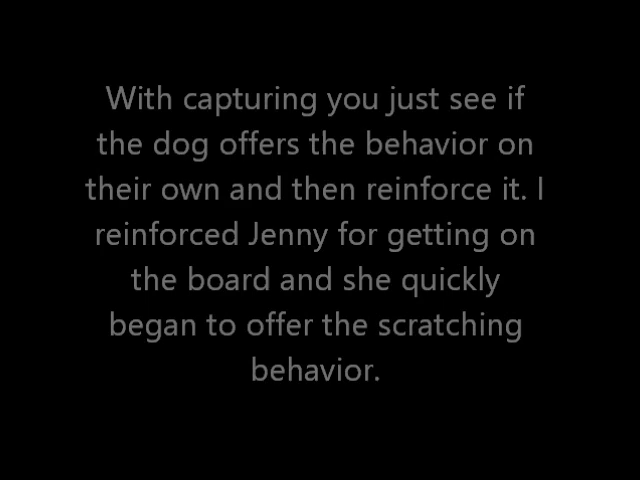 With capturing you just see if
the dog offers the behavior on
their own and then reinforce it. I
reinforced Jenny for getting on
the board and she quickly
began to offer the scratching
behavior.